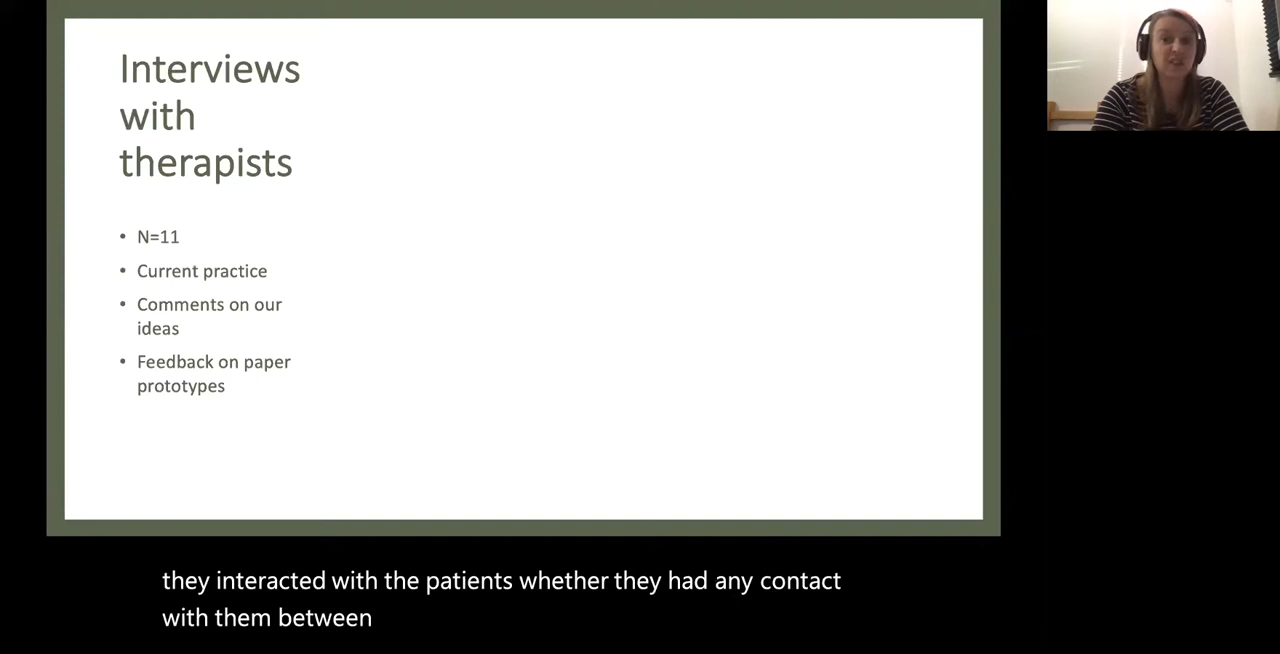 Interviews
with
therapists
• N=11
• Current practice
• Comments on our
ideas
• Feedback on paper
prototypes
they interacted with the patients whether they had any contact
with them between